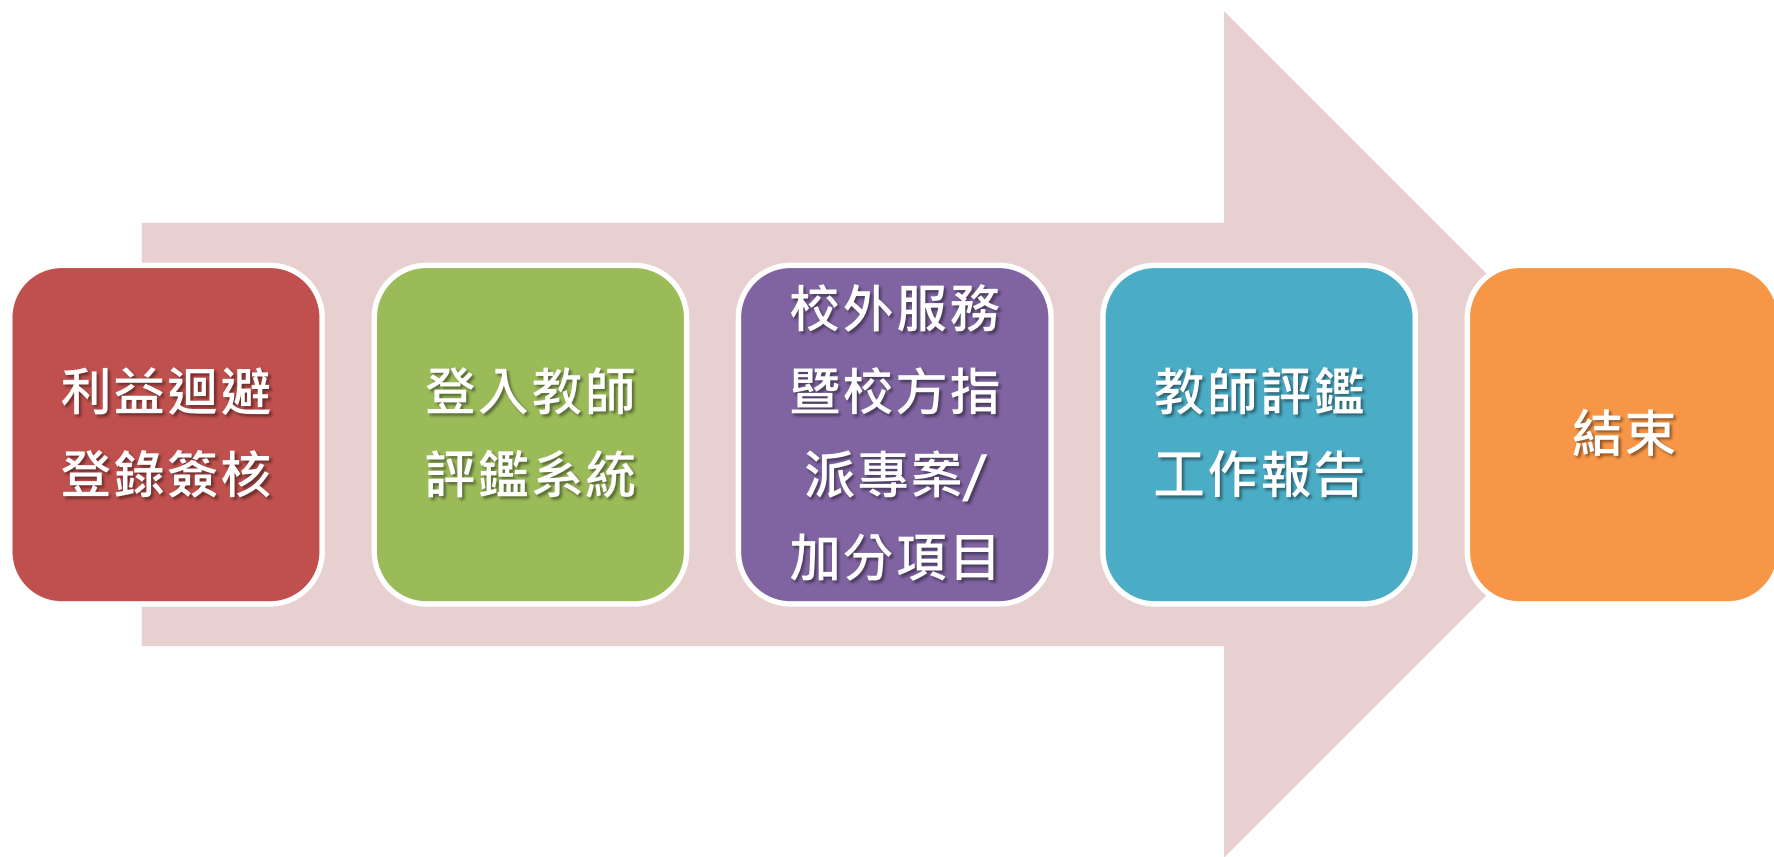 利益迴避
登錄簽核
登入教師
評鑑系統
校外服務
暨校方指
派專案/
加分項目
教師評鑑
工作報告
結束